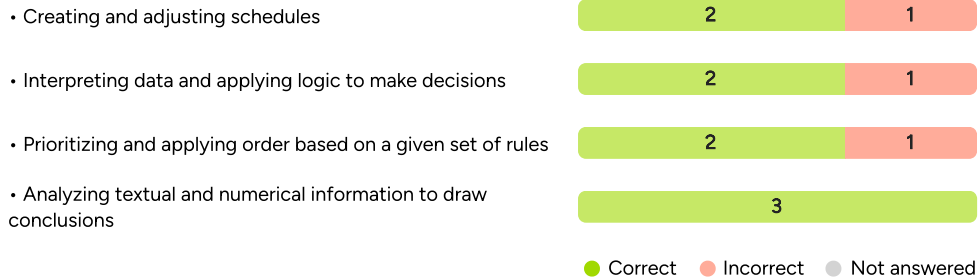 • Creating and adjusting schedules 2 1
• Interpreting data and applying logic to make decisions 2 1
• Prioritizing and applying order based on a given set of rules 2 1
• Analyzing textual and numerical information to draw
conclusions 3
Correct Incorrect Not answered